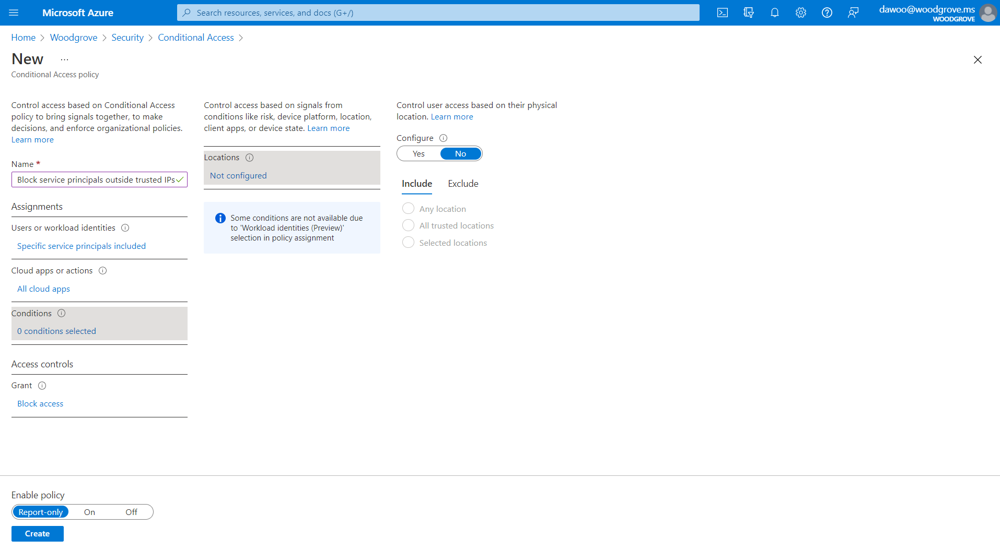 Microsoft Azure
Search resources, services, and docs (G+/)
dawoo@woodgrove.ms
WOODGROVE
Home > Woodgrove > Security > Conditional Access >
New ...
Conditional Access policy
Control access based on Conditional Access
policy to bring signals together, to make
decisions, and enforce organizational policies.
Learn more
Name *
Block service principals outside trusted IPs
Assignments
Users or workload identities
Specific service principals included
Cloud apps or actions
All cloud apps
Conditions
0 conditions selected
Access controls
Grant
Block access
Control access based on signals from
conditions like risk, device platform, location,
client apps, or device state. Learn more
Locations
Not configured
Some conditions are not available due
to 'Workload identities (Preview)'
selection in policy assignment
Control user access based on their physical
location. Learn more
Configure
Yes No
Include Exclude
Any location
All trusted locations
Selected locations
Enable policy
Report-only On Off
Create